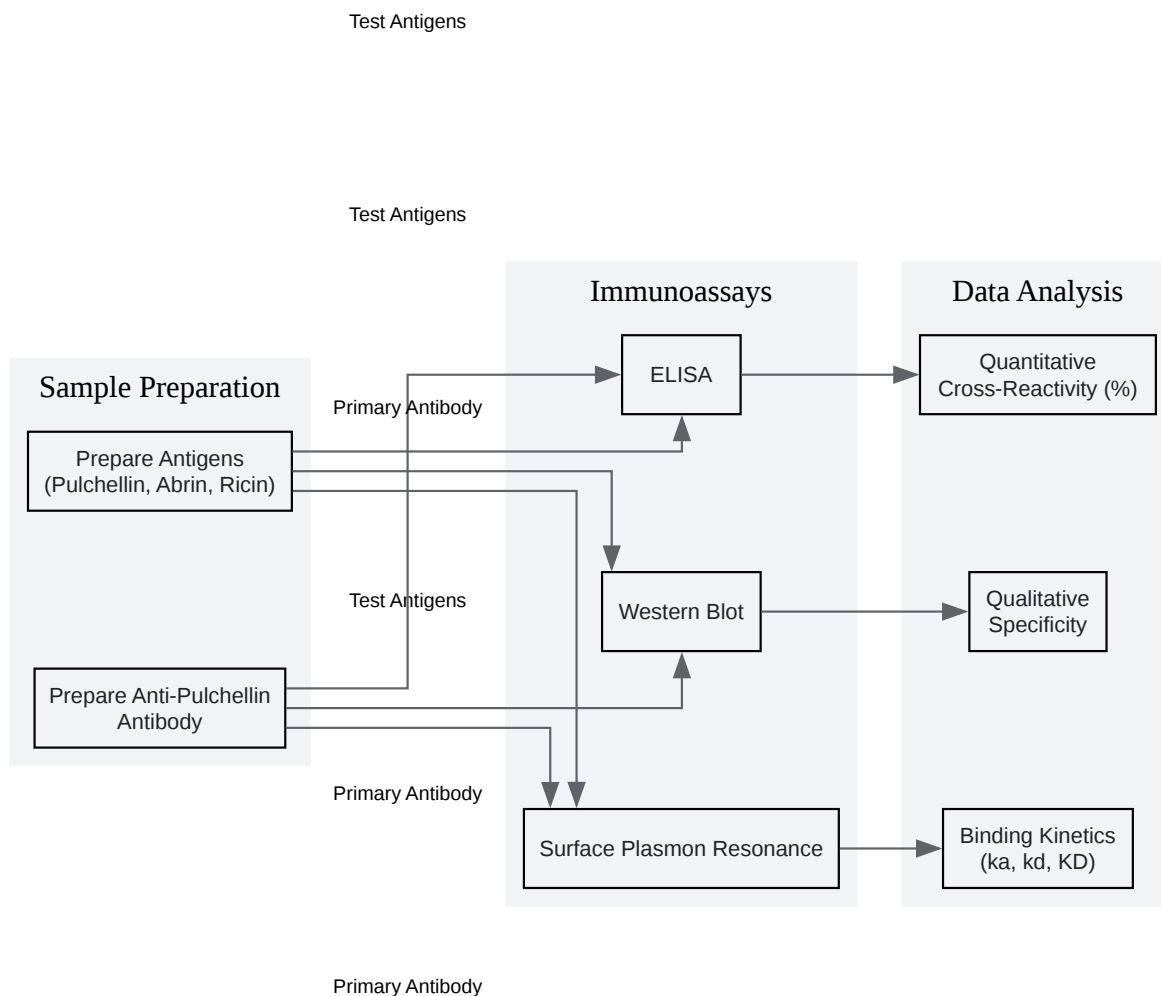 Test Antigens
Test Antigens
Immunoassays
Data Analysis
ELISA
Quantitative
Cross-Reactivity (%)
Sample Preparation
Primary Antibody
Prepare Antigens
(Pulchellin, Abrin, Ricin)
Test Antigens
Western Blot
Qualitative
Specificity
Prepare Anti-Pulchellin
Antibody
Primary Antibody
Surface Plasmon Resonance
Binding Kinetics
(ka, kd, KD)
Primary Antibody